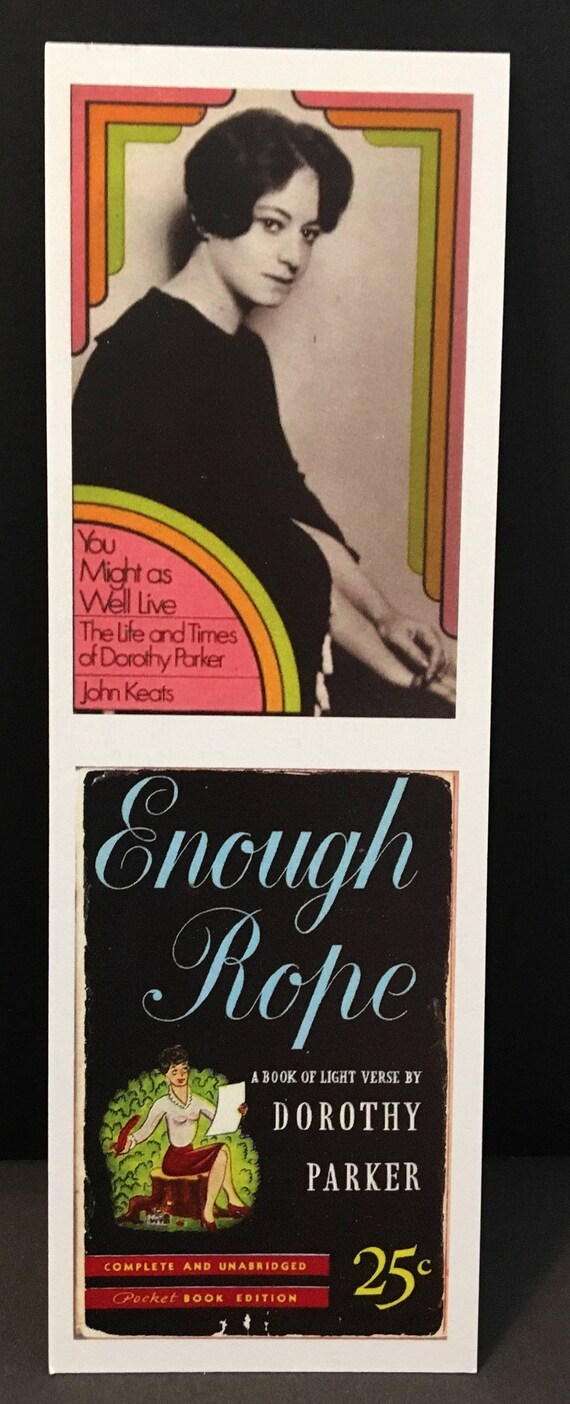 You
Might as
Well Live
The Life and Times
of Dorothy Parker
John Keats
Enough
Rope
A BOOK OF LIGHT VERSE BY
DOROTHY
PARKER
COMPLETE AND UNABRIDGED
25c
Pocket BOOK EDITION